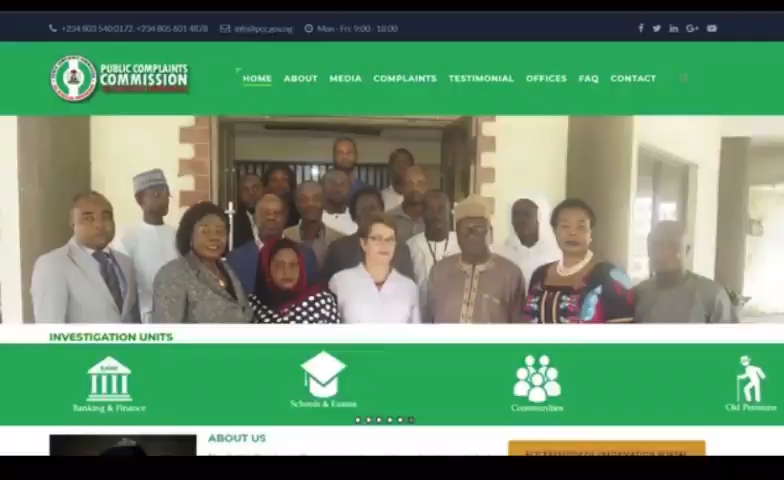 +234 803 540 0172, +234 805 601 4878
info@pcc.gov.ng
Mon - Fri: 9:00 - 18:00
PUBLIC COMPLAINTS
COMMISSION
HOME ABOUT MEDIA COMPLAINTS TESTIMONIAL OFFICES FAQ CONTACT
INVESTIGATION UNITS
BANK
Banking & Finance
Schools & Exams
Communities
Old Persons
ABOUT US